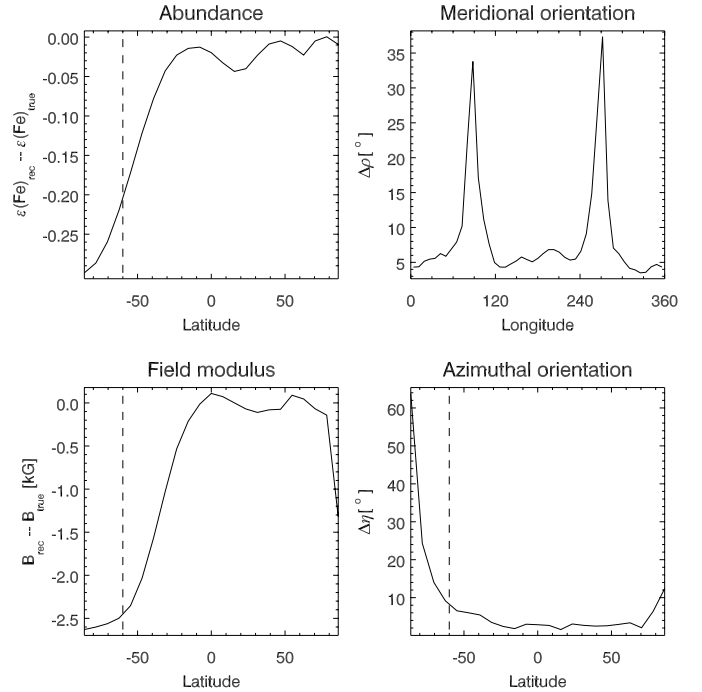 Abundance
Meridional orientation
ε(Fe)rec -- ε(Fe)true
0.00
-0.05
-0.10
-0.15
-0.20
-0.25
-50 0 50
Latitude
Δρ[ ° ]
35
30
25
20
15
10
5
0 120 240 360
Longitude
Field modulus
Azimuthal orientation
Brec -- Btrue [kG]
0.0
-0.5
-1.0
-1.5
-2.0
-2.5
-50 0 50
Latitude
Δη[ ° ]
60
50
40
30
20
10
-50 0 50
Latitude